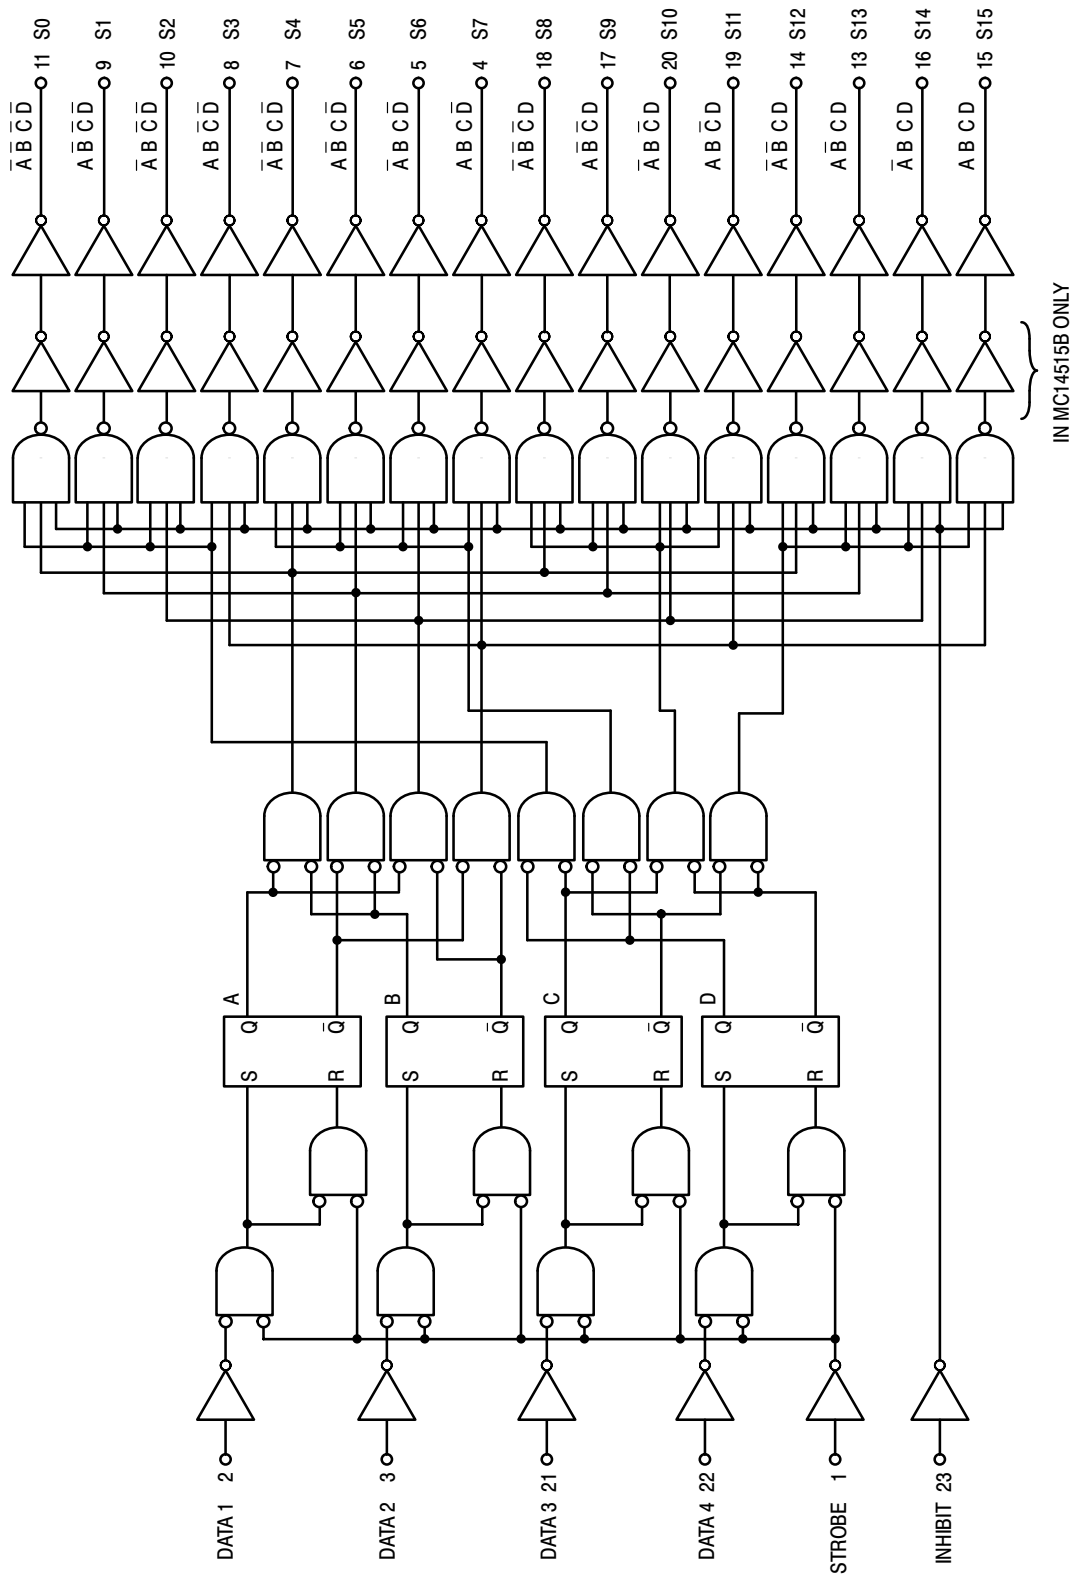 DATA 1 2
DATA 2 3
DATA 3 21
DATA 4 22
STROBE 1
INHIBIT 23
S Q A
R Q̅
S Q B
R Q̅
S Q C
R Q̅
S Q D
R Q̅
A̅ B̅ C̅ D̅ 11 S0
A B̅ C̅ D̅ 9 S1
A̅ B C̅ D̅ 10 S2
A B C̅ D̅ 8 S3
A̅ B̅ C D̅ 7 S4
A B̅ C D̅ 6 S5
A̅ B C D̅ 5 S6
A B C D̅ 4 S7
A̅ B̅ C̅ D 18 S8
A B̅ C̅ D 17 S9
A̅ B C̅ D 20 S10
A B C̅ D 19 S11
A̅ B̅ C D 14 S12
A B̅ C D 13 S13
A̅ B C D 16 S14
A B C D 15 S15
IN MC14515B ONLY